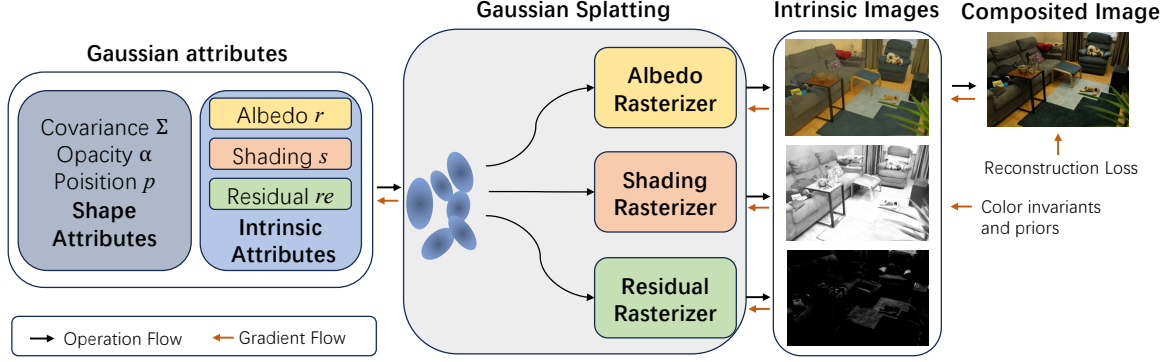 Gaussian attributes
Covariance Σ
Opacity α
Poisition p
Shape
Attributes
Albedo r
Shading s
Residual re
Intrinsic
Attributes
Gaussian Splatting
Albedo
Rasterizer
Shading
Rasterizer
Residual
Rasterizer
Intrinsic Images
Composited Image
Reconstruction Loss
Color invariants
and priors
Operation Flow
Gradient Flow